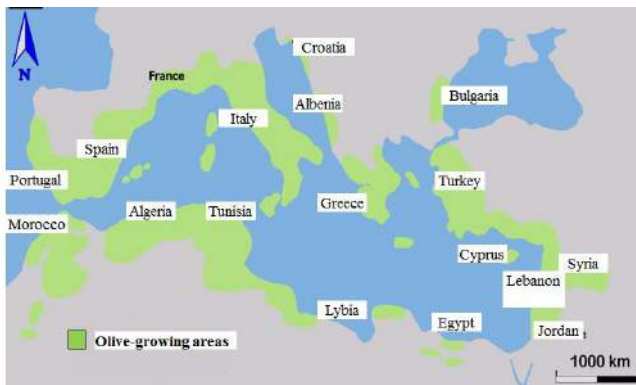 Croatia
France
Albenia
Bulgaria
Italy
Spain
Portugal
Turkey
Greece
Algeria
Tunisia
Morocco
Cyprus
Syria
Lebanon
Lybia
Egypt
Jordan
Olive-growing areas
1000 km
N